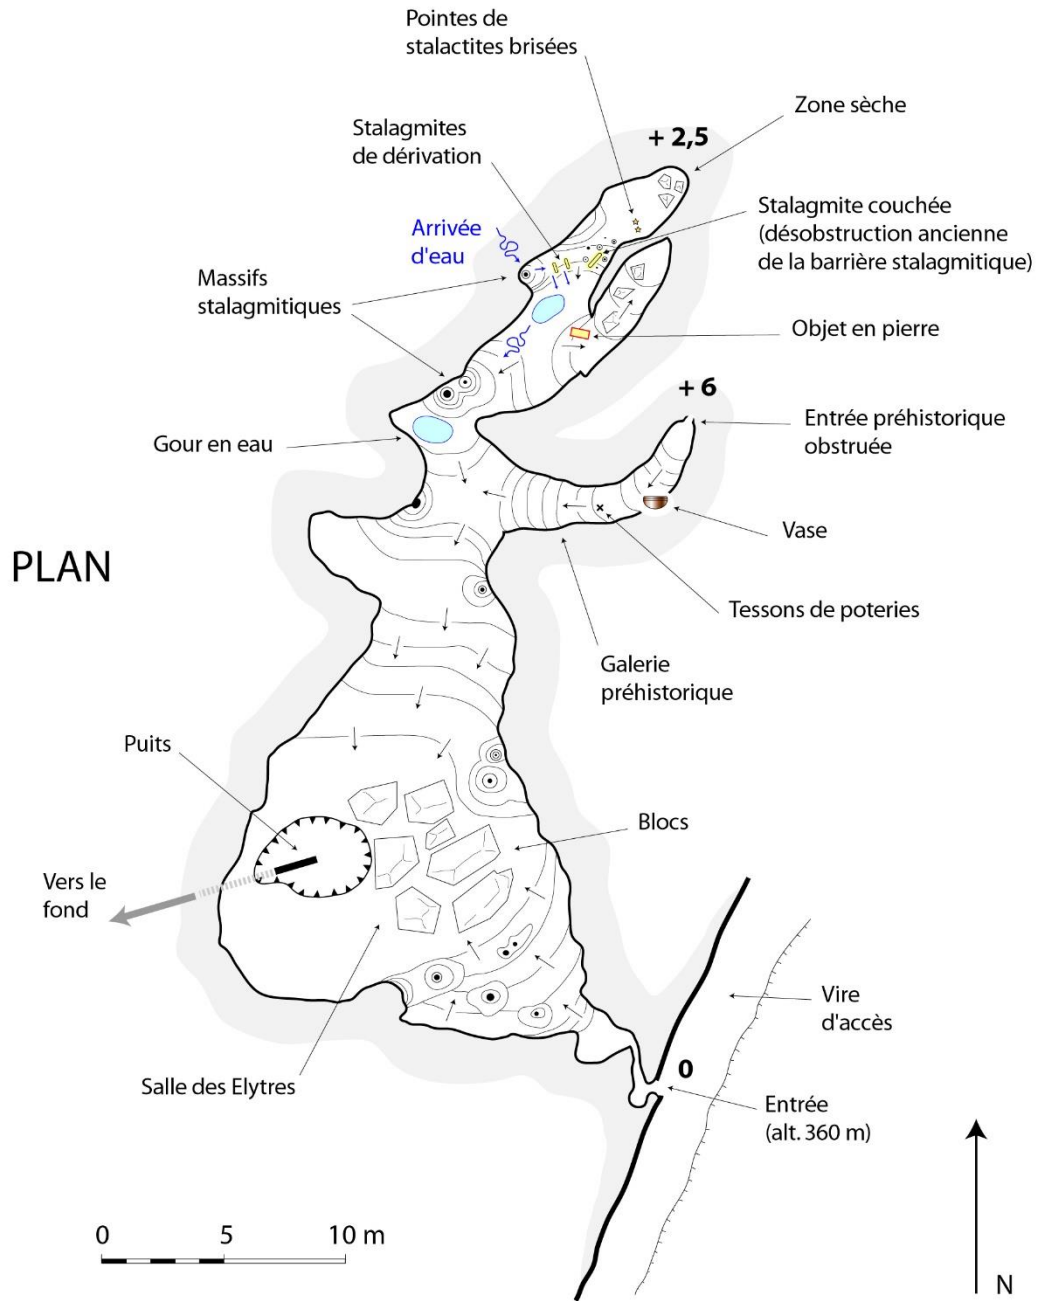 Pointes de
stalactites brisées
Zone sèche
+ 2,5
Stalagmites
de dérivation
Stalagmite couchée
(désobstruction ancienne
de la barrière stalagmitique)
Arrivée
d'eau
Massifs
stalagmitiques
Objet en pierre
+ 6
Entrée préhistorique
obstruée
Gour en eau
Vase
PLAN
Tessons de poteries
Galerie
préhistorique
Puits
Blocs
Vers le
fond
Vire
d'accès
0
Salle des Elytres
Entrée
(alt. 360 m)
0 5 10 m
N